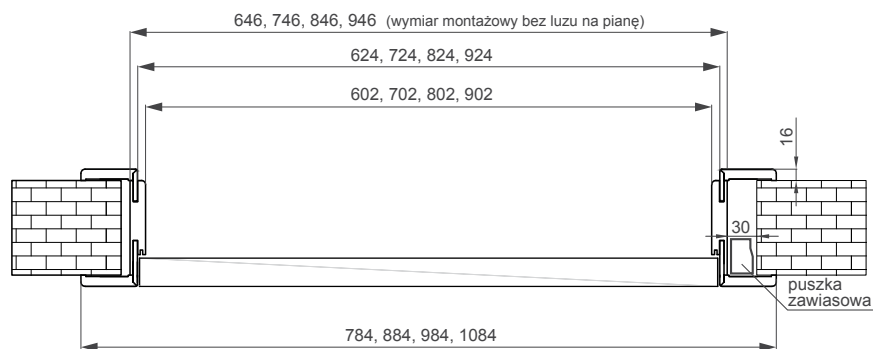 646, 746, 846, 946 (wymiar montażowy bez luzu na pianę)
624, 724, 824, 924
602, 702, 802, 902
16
30
puszka
zawiasowa
784, 884, 984, 1084